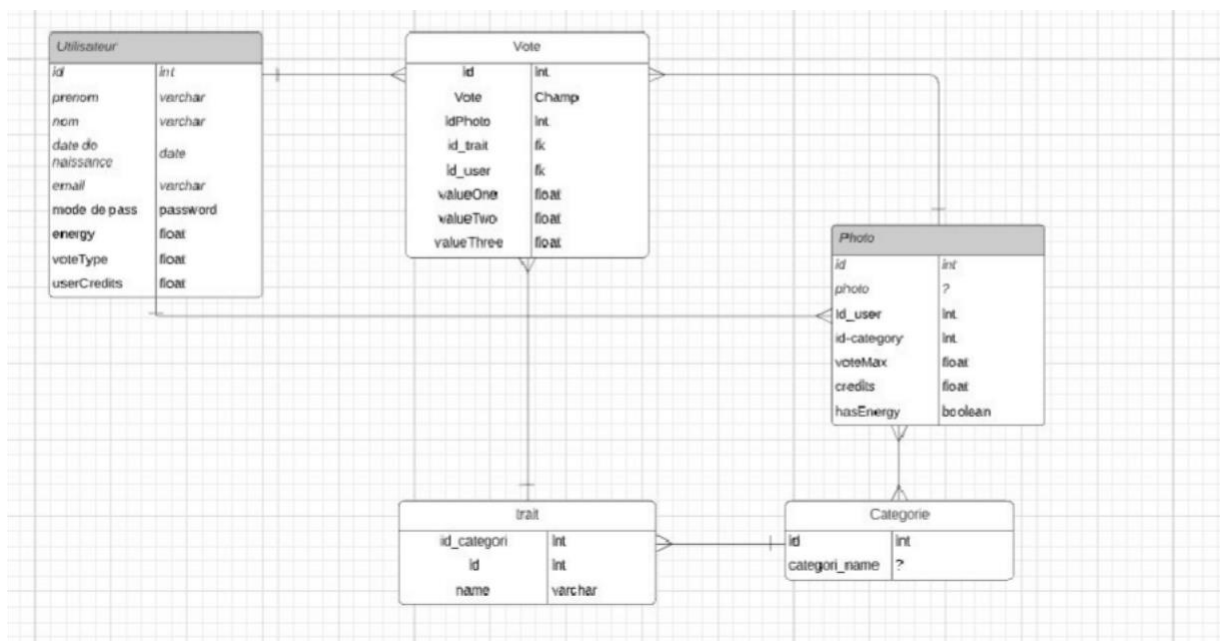 Utilisateur
id int
prenom varchar
nom varchar
date de
naissance date
email varchar
mode de pass password
energy float
voteType float
userCredits float
Vote
id int
Vote Champ
idPhoto int
id_trait fk
id_user fk
valueOne float
valueTwo float
valueThree float
Photo
id int
photo ?
id_user int
id-category int
voteMax float
credits float
hasEnergy boolean
trait
id_categori int
id int
name varchar
Categorie
id int
categori_name ?